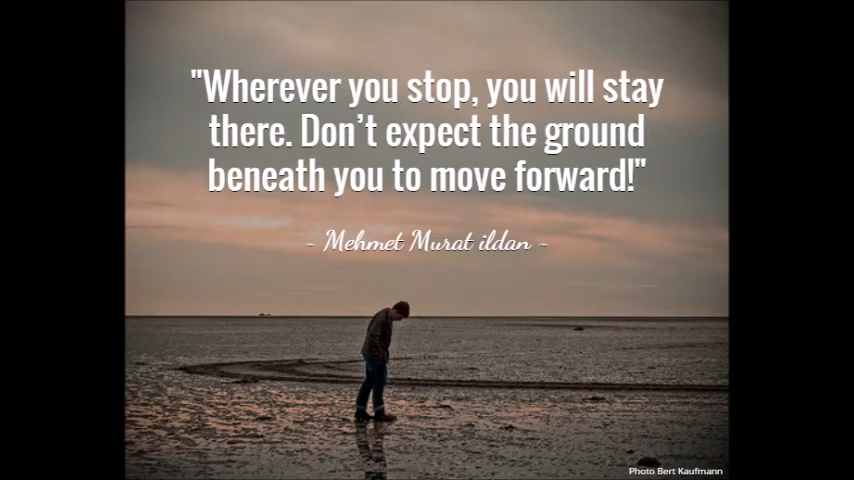 "Wherever you stop, you will stay
there. Don’t expect the ground
beneath you to move forward!"
~ Mehmet Murat ildan ~
Photo Bert Kaufmann